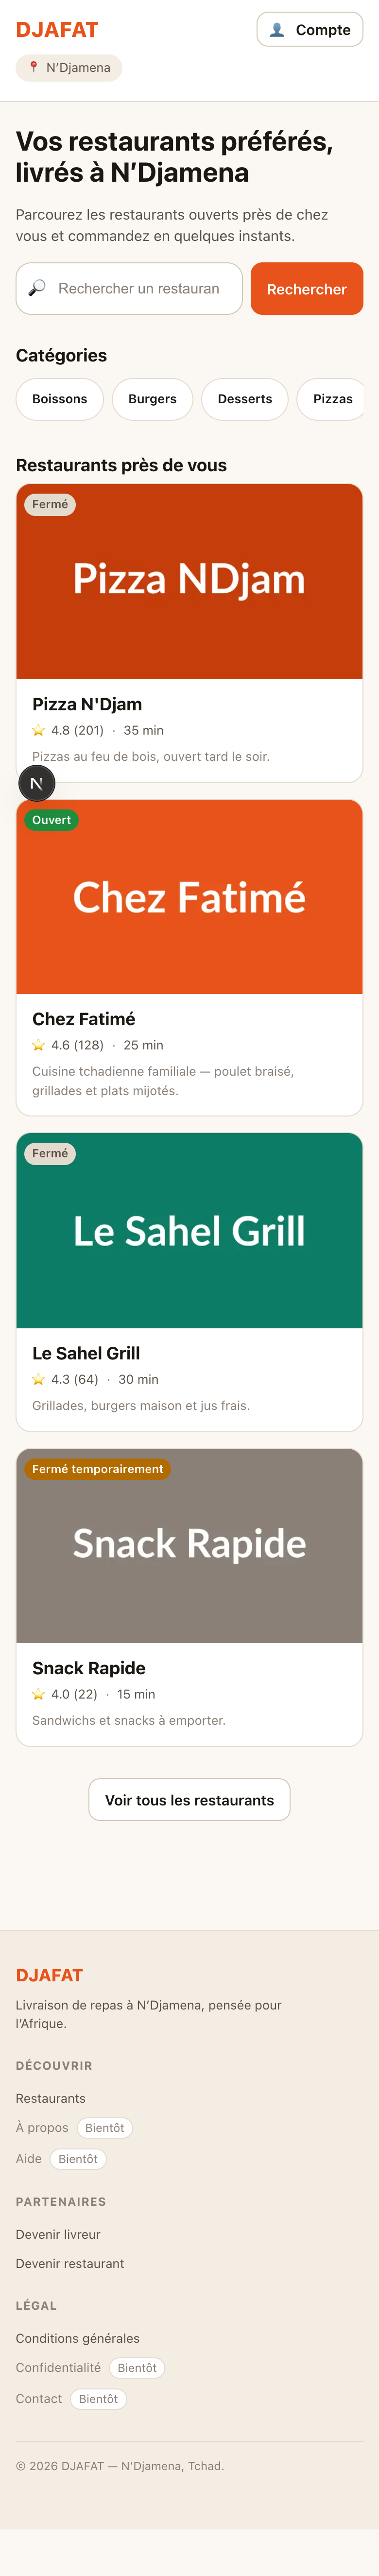 DJAFAT
Compte
N’Djamena
Vos restaurants préférés,
livrés à N’Djamena
Parcourez les restaurants ouverts près de chez
vous et commandez en quelques instants.
Rechercher un restauran
Rechercher
Catégories
Boissons
Burgers
Desserts
Pizzas
Restaurants près de vous
Fermé
Pizza NDjam
Pizza N'Djam
4.8 (201) · 35 min
Pizzas au feu de bois, ouvert tard le soir.
N
Ouvert
Chez Fatimé
Chez Fatimé
4.6 (128) · 25 min
Cuisine tchadienne familiale — poulet braisé,
grillades et plats mijotés.
Fermé
Le Sahel Grill
Le Sahel Grill
4.3 (64) · 30 min
Grillades, burgers maison et jus frais.
Fermé temporairement
Snack Rapide
Snack Rapide
4.0 (22) · 15 min
Sandwichs et snacks à emporter.
Voir tous les restaurants
DJAFAT
Livraison de repas à N’Djamena, pensée pour
l’Afrique.
DÉCOUVRIR
Restaurants
À propos Bientôt
Aide Bientôt
PARTENAIRES
Devenir livreur
Devenir restaurant
LÉGAL
Conditions générales
Confidentialité Bientôt
Contact Bientôt
© 2026 DJAFAT — N’Djamena, Tchad.